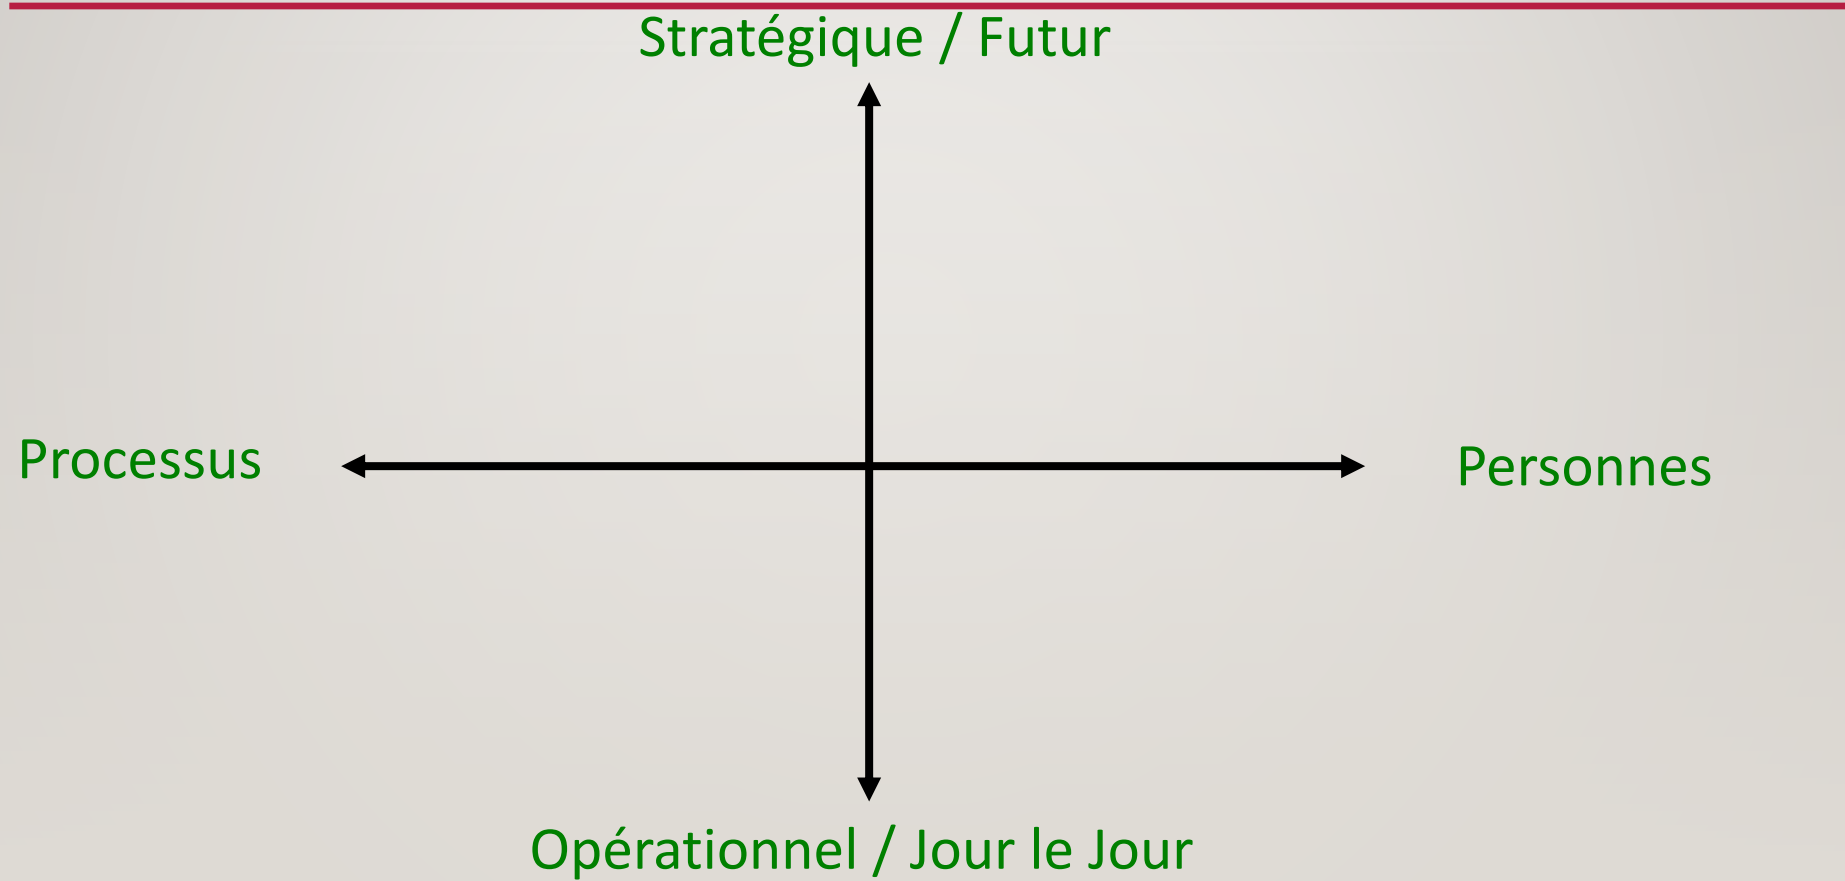 Stratégique / Futur
Processus
Personnes
Opérationnel / Jour le Jour